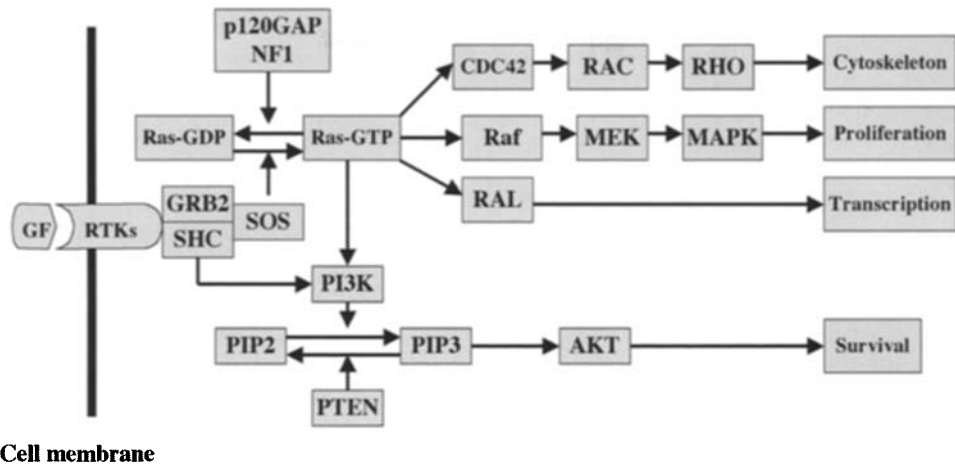 p120GAP
NF1
CDC42
RAC
RHO
Cytoskeleton
Ras-GDP
Ras-GTP
Raf
MEK
MAPK
Proliferation
GRB2
SHC
SOS
RAL
Transcription
GF
RTKs
PI3K
PIP2
PIP3
AKT
Survival
PTEN
Cell membrane